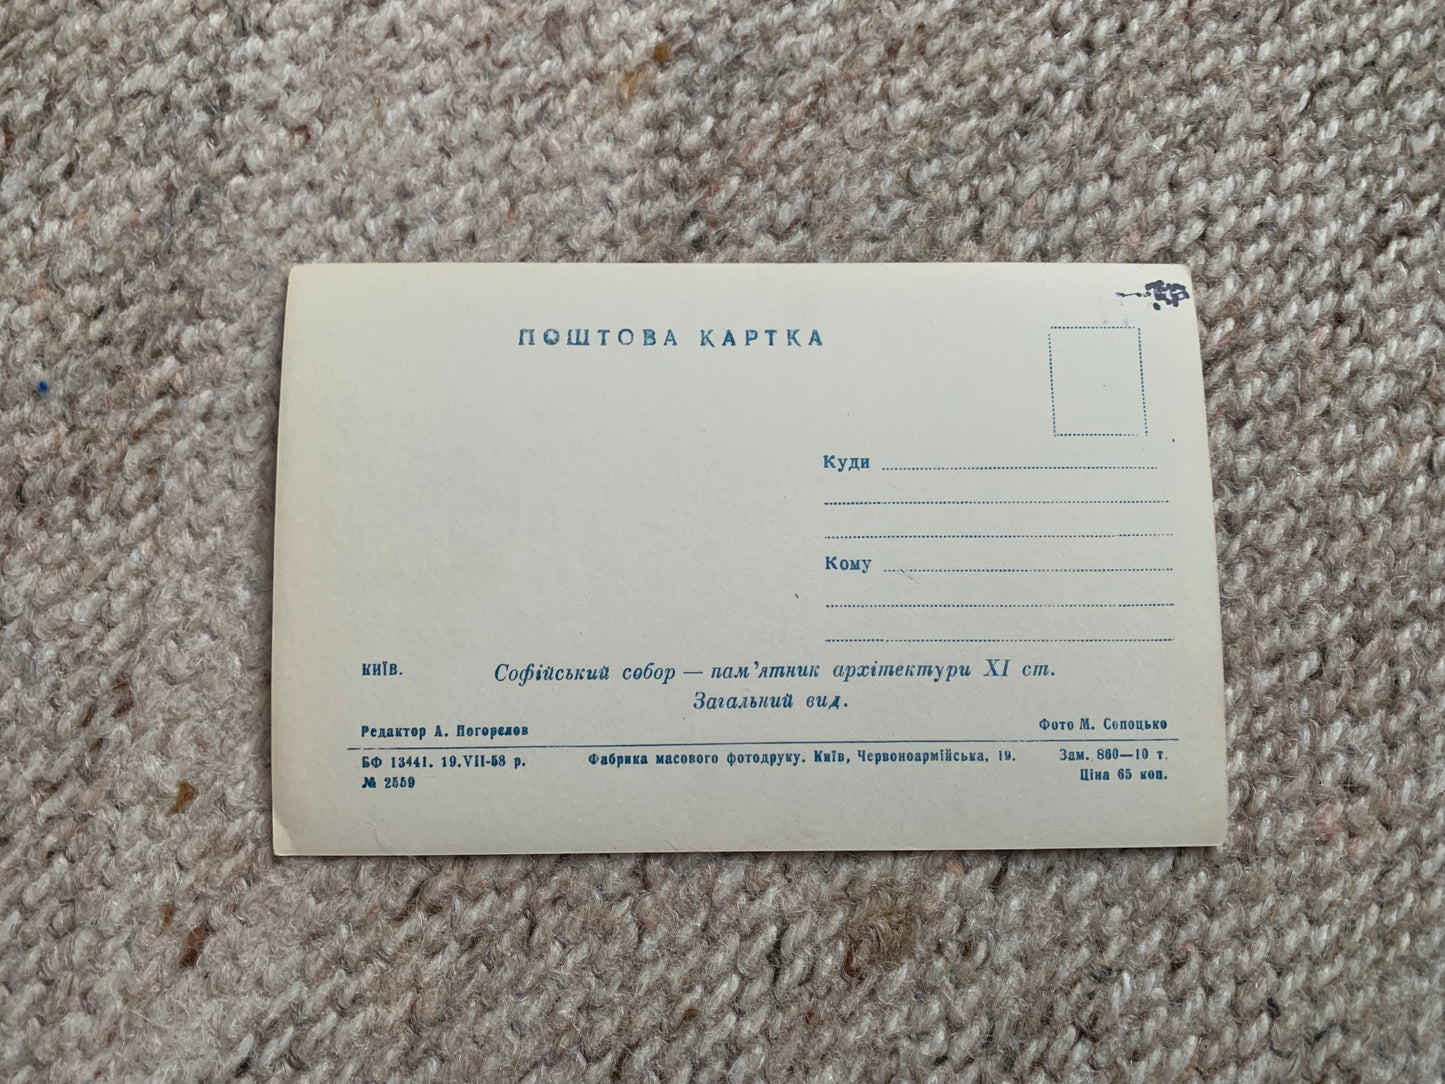 ПОШТОВА КАРТКА
Куди
Кому
КИЇВ. Софійський собор — пам’ятник архітектури XI ст.
Загальний вид.
Редактор А. Погорєлов Фото М. Сопоцько
БФ 13441. 19.VII-58 р. Фабрика масового фотодруку. Київ, Червоноармійська, 19. Зам. 860—10 т.
№ 2559 Ціна 65 коп.